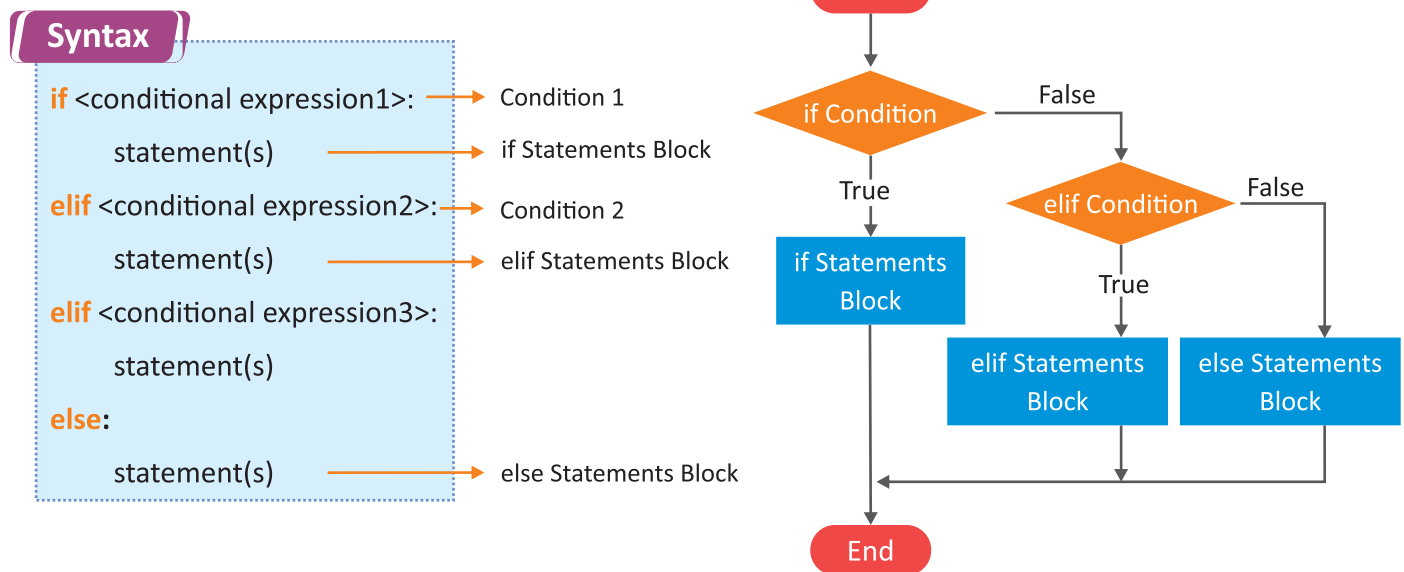 Syntax
if <conditional expression1>:
Condition 1
statement(s)
if Statements Block
elif <conditional expression2>:
Condition 2
statement(s)
elif Statements Block
elif <conditional expression3>:
statement(s)
else:
statement(s)
else Statements Block
if Condition
False
True
elif Condition
False
if Statements
Block
True
elif Statements
Block
else Statements
Block
End